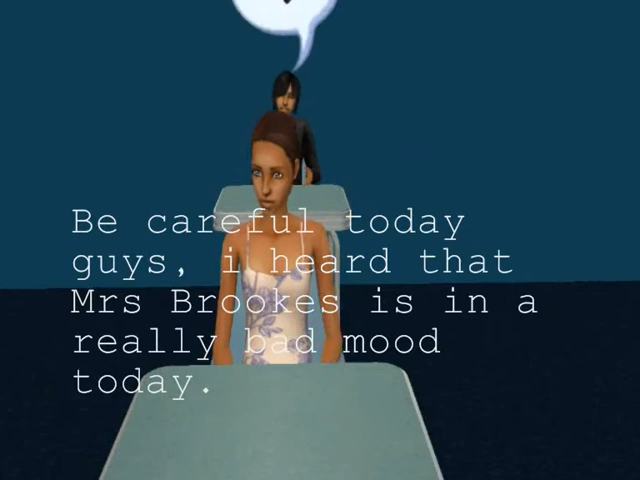 Be careful today
guys, i heard that
Mrs Brookes is in a
really bad mood
today.